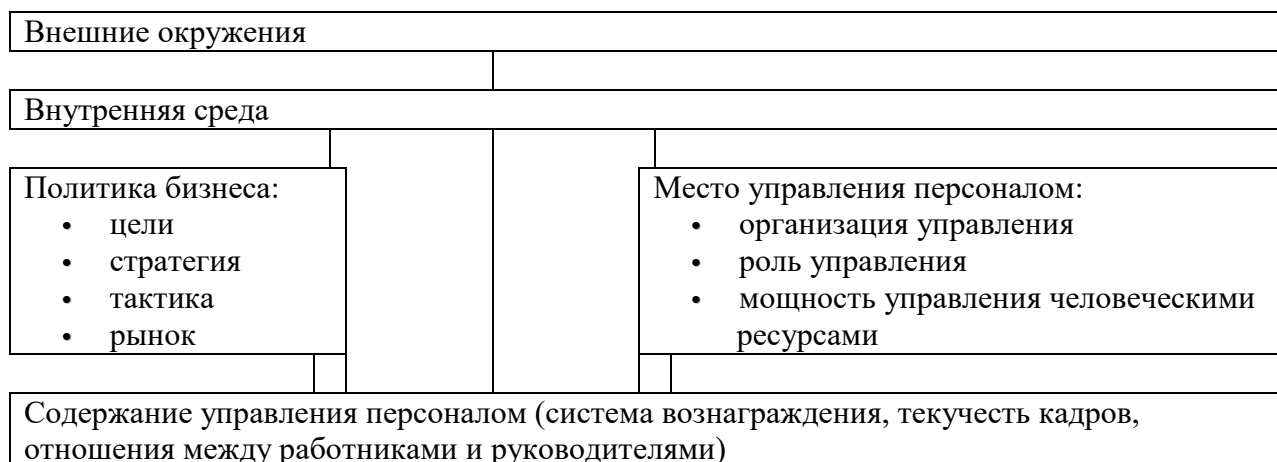 Внешние окружения
Внутренняя среда
Политика бизнеса:
• цели
• стратегия
• тактика
• рынок
Место управления персоналом:
• организация управления
• роль управления
• мощность управления человеческими
ресурсами
Содержание управления персоналом (система вознаграждения, текучесть кадров,
отношения между работниками и руководителями)